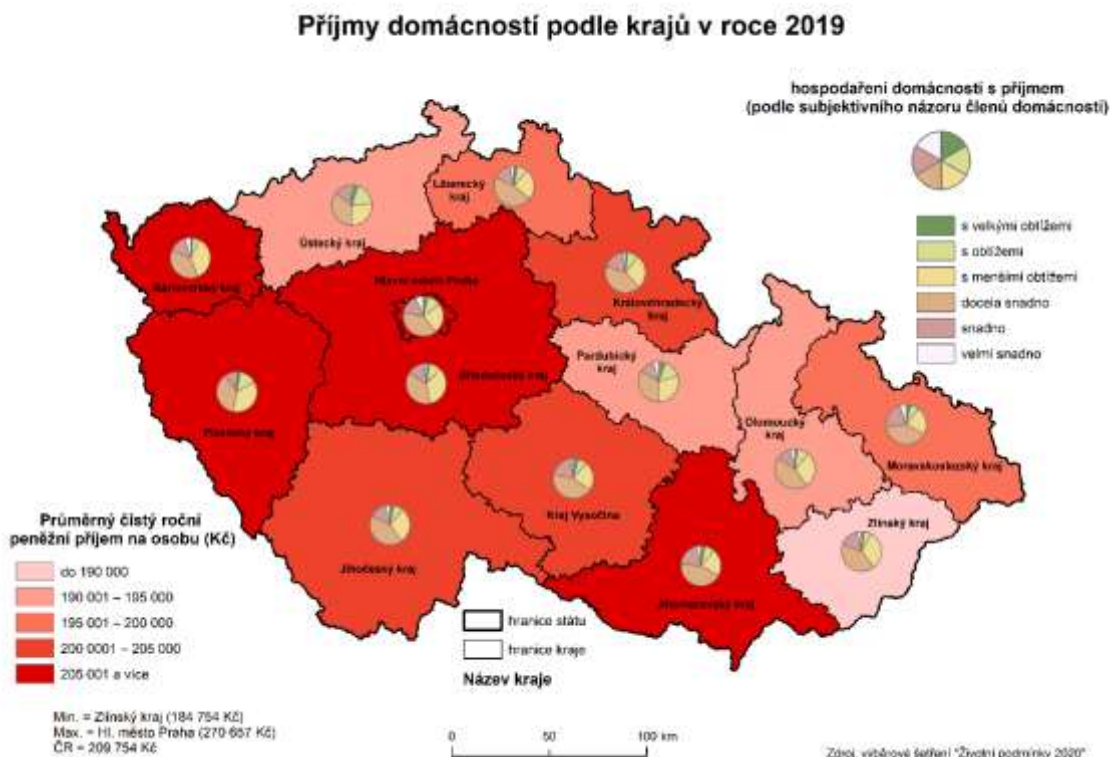 Příjmy domácností podle krajů v roce 2019
hospodaření domácností s příjmem
(podle subjektivního názoru členů domácnosti)
s velkými obtížemi
s obtížemi
s menšími obtížemi
docela snadno
snadno
velmi snadno
Liberecký
kraj
Ústecký kraj
Karlovarský kraj
Hlavní město Praha
Královéhradecký
kraj
Pardubický
kraj
Středočeský kraj
Plzeňský kraj
Olomoucký
kraj
Moravskoslezský kraj
Kraj Vysočina
Zlínský kraj
Jihočeský kraj
Jihomoravský kraj
Průměrný čistý roční
peněžní příjem na osobu (Kč)
do 190 000
190 001 – 195 000
195 001 – 200 000
200 0001 – 205 000
205 001 a více
hranice státu
hranice kraje
Název kraje
Min. = Zlínský kraj (184 754 Kč)
Max. = Hl. město Praha (270 657 Kč)
ČR = 209 754 Kč
0 50 100 km
Zdroj: výběrové šetření "Životní podmínky 2020"